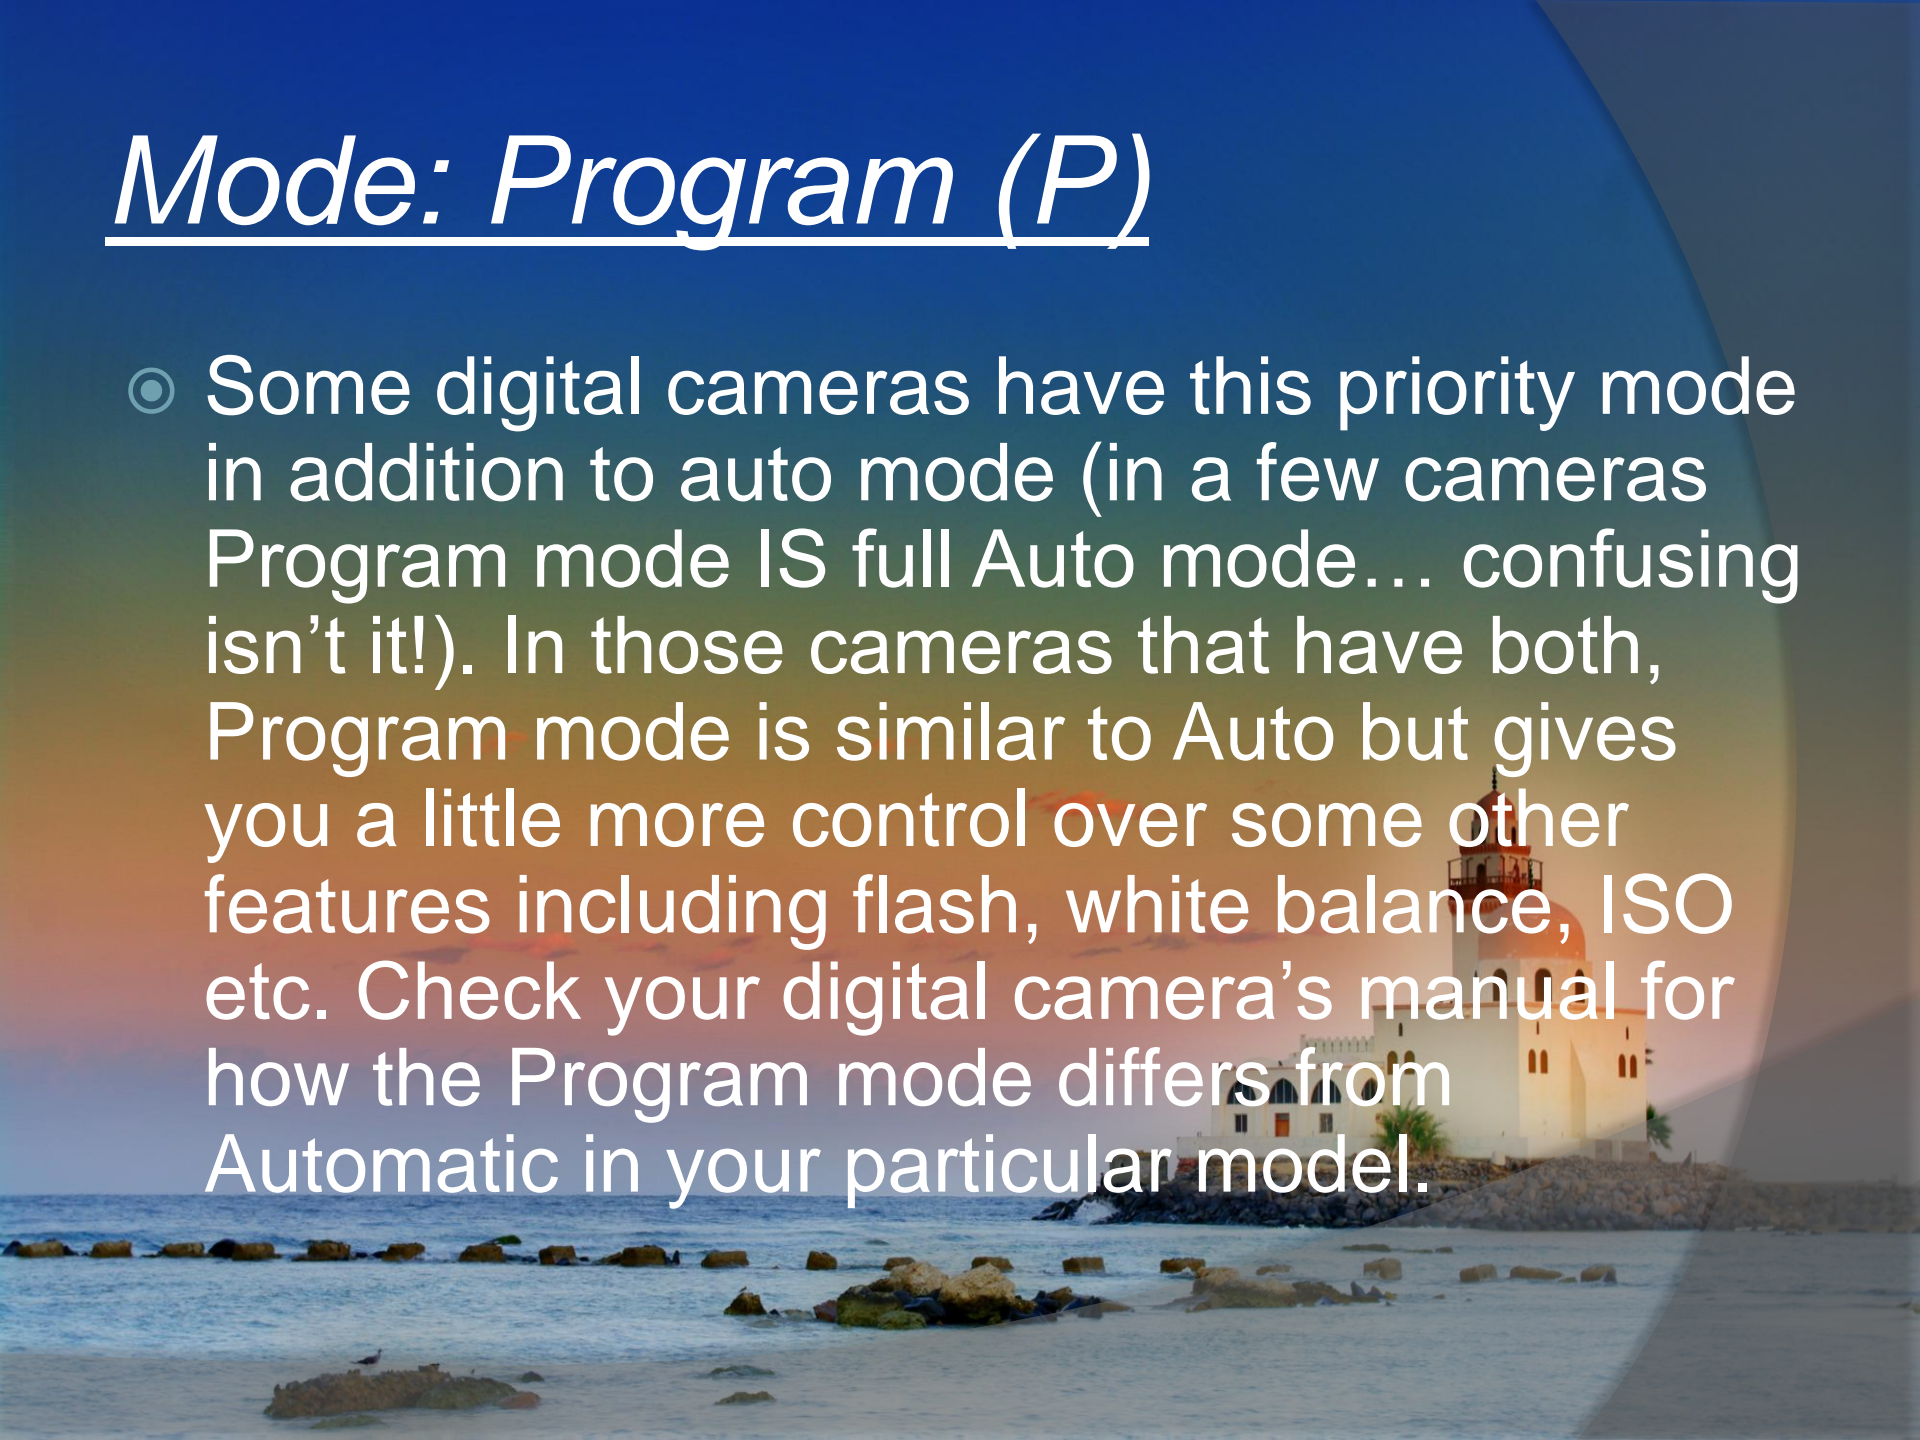 Mode: Program (P)
Some digital cameras have this priority mode
in addition to auto mode (in a few cameras
Program mode IS full Auto mode… confusing
isn’t it!). In those cameras that have both,
Program mode is similar to Auto but gives
you a little more control over some other
features including flash, white balance, ISO
etc. Check your digital camera’s manual for
how the Program mode differs from
Automatic in your particular model.